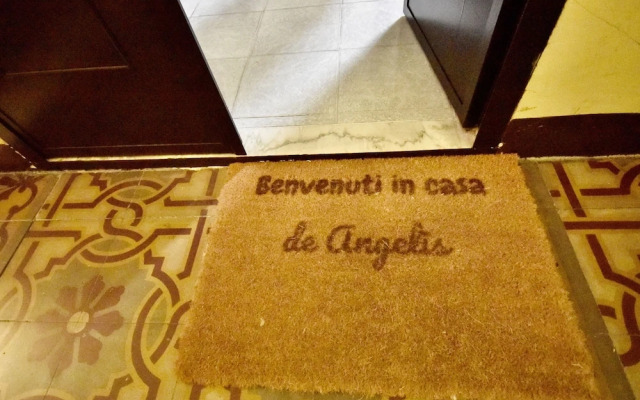 Benvenuti in casa
de Angelis